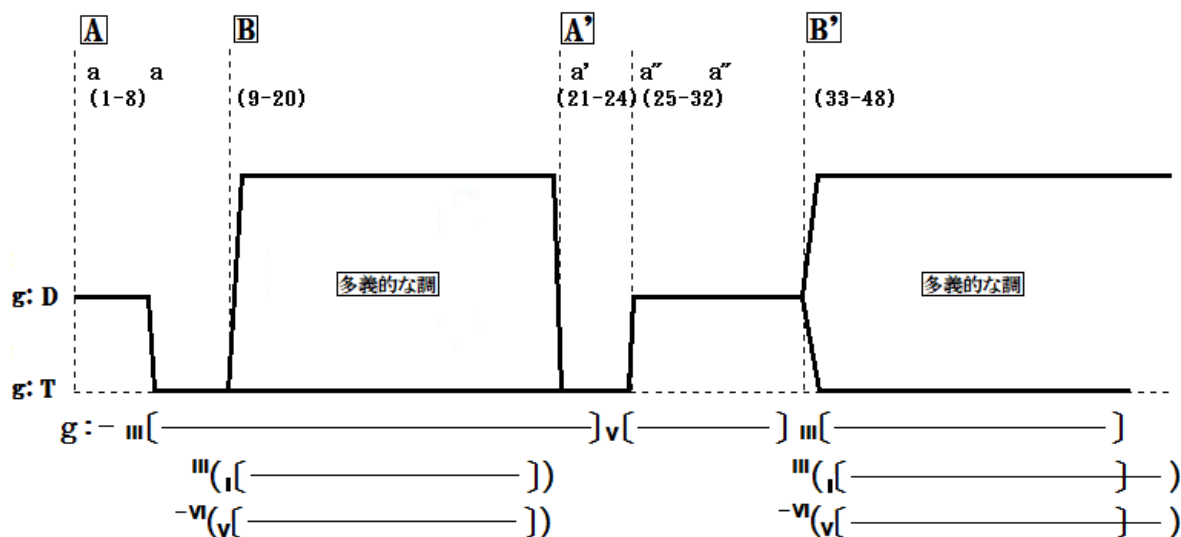 A B A’ B’
a a a’ a″ a″
(1-8) (9-20) (21-24) (25-32) (33-48)
多義的な調 多義的な調
g: D
g: T
g:- III〔 〕V〔 〕 III〔 〕
III(I〔 〕) III(I〔 〕 )
-VI(V〔 〕) -VI(V〔 〕 )